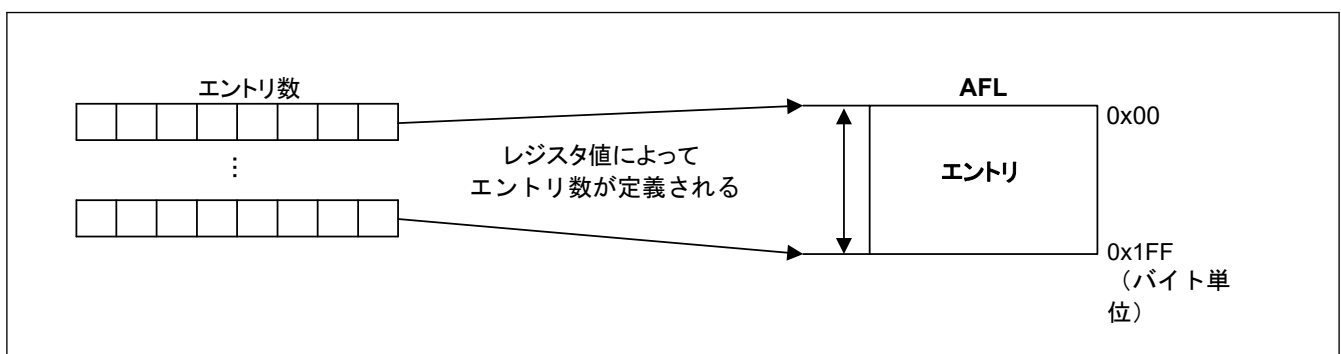 エントリ数
⋮
レジスタ値によって
エントリ数が定義される
AFL
0x00
エントリ
0x1FF
（バイト単
位）